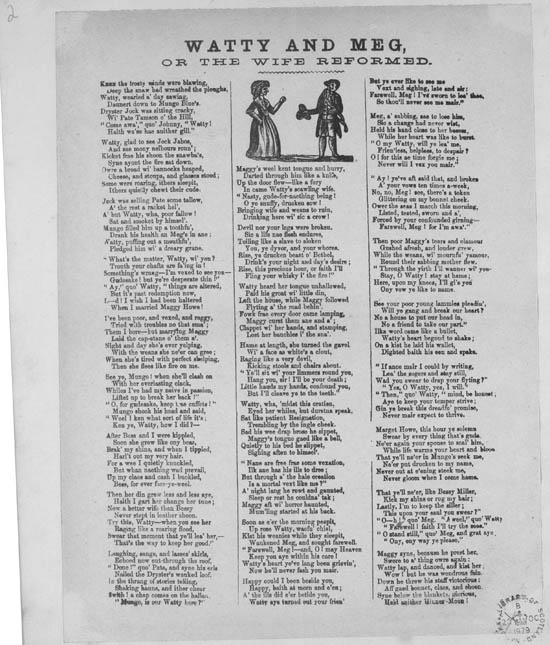 2
WATTY AND MEG,
OR THE WIFE REFORMED.
KEEN the frosty winds were blawing,
Deep the snaw had wreathed the ploughs,
Watty, wearied a' day sawing,
Daunert down to Mungo Blue's.
Dryster Jock was sitting cracky,
Wi' Pate Tamson o' the Hill,
"Come awa'," quo' Johnny, "Watty!
Haith we'se hae anither gill."
Watty, glad to see Jock Jabos,
And sae mony neibours roun'
Kicket frae his shoon the snawba's,
Syne ayont the fire sat down.
Owre a broad wi' bannocks heaped,
Cheese, and stoups, and glasses stood;
Some were roaring, ithers sleepit,
Ithers quietly chewt their cude.
Jock was selling Pate some tallow,
A' the rest a racket hel',
A' but Watty, wha, poor fallow!
Sat and smoket by himsel'.
Mungo filled him up a toothfu',
Drank his health an Meg's in ane;
Watty, puffing out a mouthfu',
Pledged him wi' a dreary grane.
"What's the matter, Watty, wi' you?
Trouth your chafts are fa'ing in!
Something's wrang—I'm vexed to see you—
Gudesake! but ye're desperate thin!"
"Ay," quo' Watty, "things are altered,
But it's past redemption now,
L—d! I wish I had been haltered
When I married Maggy Howe!
I've been poor, and vexed, and raggy,
Tried with troubles no that sma';
Them I bore—but marrying Maggy
Laid the cap-stane o' them a'.
Night and day she's ever yelping,
With the weans she ne'er can gree;
When she's tired with perfect skelping,
Then she flees like fire on me.
See ye, Mungo! when she'll clash on
With her everlasting clack,
Whiles I've had my neive in passion,
Liftet up to break her back!"
"O, for gudesake, keep frae cuffets!"
Mungo shook his head and said,
"Weel I ken what sort of life it's;
Ken ye, Watty, how I did?—
After Bess and I were kippled,
Soon she grew like ony bear,
Brak' my shins, and when I tippled,
Harl't out my very hair.
For a wee I quietly knuckled,
But whan naething wad prevail,
Up my claes and cash I buckled,
Bess, for ever fare-ye-weel.
Then her din grew less and less aye,
Haith I gart her change her tune;
Now a better wife than Bessy
Never stept in leather shoon.
Try this, Watty—when you see her
Raging like a roaring flood,
Swear that moment that ye'll lea' her,—
That's the way to keep her good."
Laughing, songs, and lasses' skirls,
Echoed now out-through the roof,
"Done!" quo' Pate, and syne his erls
Nailed the Dryster's wauked loof.
In the thrang of stories telling,
Shaking hauns, and ither cheer
Swith! a chap comes on the hallan,
"Mungo, is our Watty here?"
Maggy's weel kent tongue and hurry,
Darted through him like a knife,
Up the door flew—like a fury
In came Watty's scawling wife.
"Nasty, gude-for-naething being!
O ye snuffy, drucken sow!
Bringing wife and weans to ruin,
Drinking here wi' sic a crew!
Devil nor your legs were broken,
Sic a life nae flesh endures,
Toiling like a slave to sloken
You, ye dyvor, and your whores.
Rise, ye drucken beast o' Bethel,
Drink's your night and day's desire;
Rise, this precious hour, or faith I'll
Fling your whisky i' the fire!"
Watty heard her tongue unhallowed,
Paid his groat wi' little din,
Left the house, while Maggy followed
Flyting a' the road behin'.
Fowk frae every door came lamping,
Maggy curst them ane and a';
Clappet wi' her hands, and stamping,
Lost her bauchles i' the sna'.
Hame at length, she turned the gavel
Wi' a face as white's a clout,
Raging like a very devil,
Kicking stools and chairs about.
"Ye'll sit wi' your limmers round you,
Hang you, sir! I'll be your death;
Little hauds my hands, confound you,
But I'll cleave ye to the teeth."
Watty, wha, 'midst this oration,
Eyed her whiles, but durstna speak,
Sat like patient Resignation,
Trembling by the ingle cheek.
Sad his wee drap brose he sippet,
Maggy's tongue gaed like a bell,
Quietly to his bed he slippet,
Sighing aften to himsel'.
"Nane are free frae some vexation,
Ilk ane has his ills to dree;
But through a' the hale creation
Is a mortal vext like me?"
A' night lang he rowt and gaunted,
Sleep or rest he couldna' tak';
Maggy aft wi' horror haunted,
Mum'ling started at his back.
Soon as e'er the morning peepit,
Up rose Watty, waefu' chiel,
Kist his weanies while they sleepit,
Waukened Meg, and sought farewell.
"Farewell, Meg!—and, O! may Heaven
Keep you aye within his care!
Watty's heart ye've lang been grievin',
Now he'll never fash you mair.
Happy could I been beside you,
Happy, baith at morn and e'en;
A' the ills did e'er betide you,
Watty aye turned out your frien'
But ye ever like to see me
Vext and sighing, late and air:
Farewell, Meg! I've sworn to lea' thee,
So thou'll never see me mair."
Meg, a' sabbing, sae to lose him,
Sic a change had never wist,
Held his hand close to her bosom,
While her heart was like to burst.
"O my Watty, will ye lea' me,
Frien'less, helpless, to despair?
O! for this ae time forgie me;
Never will I vex you mair."
"Ay! ye've aft said that, and broken
A' your vows ten times a-week,
No, no, Meg! see, there's a token
Glittering on my bonnet cheek.
Owre the seas I march this morning,
Listed, tested, sworn and a',
Forced by your confounded girning—
Farewell, Meg! for I'm awa'."
Then poor Maggy's tears and clamour
Gushed afresh, and louder grew,
While the weans, wi' mournfu' yamour,
Round their sabbing mother flew.
"Through the yirth I'll waner wi' you—
Stay, O Watty! stay at hame;
Here, upon my knees, I'll gi'e you
Ony vow ye like to name.
See your poor young lammies pleadin',
Will ye gang and break our heart?
No a house to put our head in,
No a friend to take our part."
Ilka word came like a bullet,
Watty's heart begoud to shake;
On a kist he laid his wallet,
Dighted baith his een and spake.
"If ance mair I could by writing,
Lea' the sogers and stay still,
Wad you swear to drap your flyting?"
"Yes, O Watty, yes, I will."
"Then," quo' Watty, "mind, be honest;
Aye to keep your temper strive;
Gin ye break this dreadfu' promise,
Never mair expect to thrive.
Marget Howe, this hour ye solemn
Swear by every thing that's gude,
Ne'er again your spouse to scal' him,
While life warms your heart and blood
That ye'll ne'er in Mungo's seek me,
Ne'er put drucken to my name,
Never out at e'ening steek me,
Never gloom when I come hame.
That ye'll ne'er, like Bessy Miller,
Kick my shins or rug my hair;
Lastly, I'm to keep the siller;
This upon your saul you swear?"
"O—h!" quo' Meg. "A weel," quo' Watty
"Farewell! faith I'll try the seas."
"O stand still," quo' Meg, and grat aye,
"Ony, ony way ye please."
Maggy syne, because he prest her,
Swore to a' thing owre again;
Watty lap, and danced, and kist her;
Wow! but he was wondrous fain.
Down he threw his staff victorious;
Aff gaed bonnet, claes, and shoon,
Syne below the blankets, glorious,
Held anither Hinney-Moon!
LIBRARY OF SCOTLAND
1979